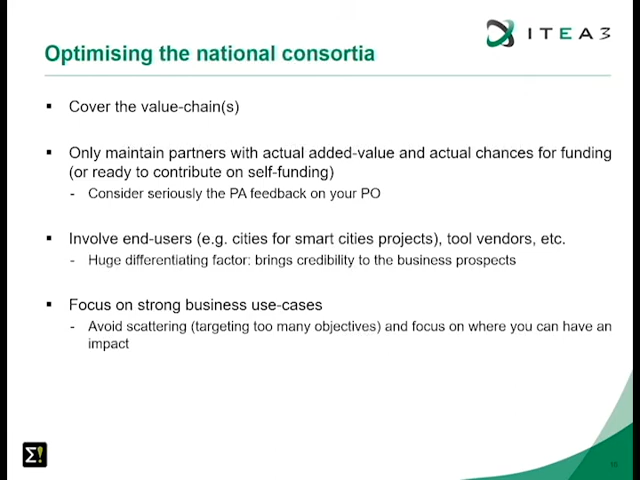 ITEA3
Optimising the national consortia
▪ Cover the value-chain(s)
▪ Only maintain partners with actual added-value and actual chances for funding
(or ready to contribute on self-funding)
- Consider seriously the PA feedback on your PO
▪ Involve end-users (e.g. cities for smart cities projects), tool vendors, etc.
- Huge differentiating factor: brings credibility to the business prospects
▪ Focus on strong business use-cases
- Avoid scattering (targeting too many objectives) and focus on where you can have an
impact
Σ!